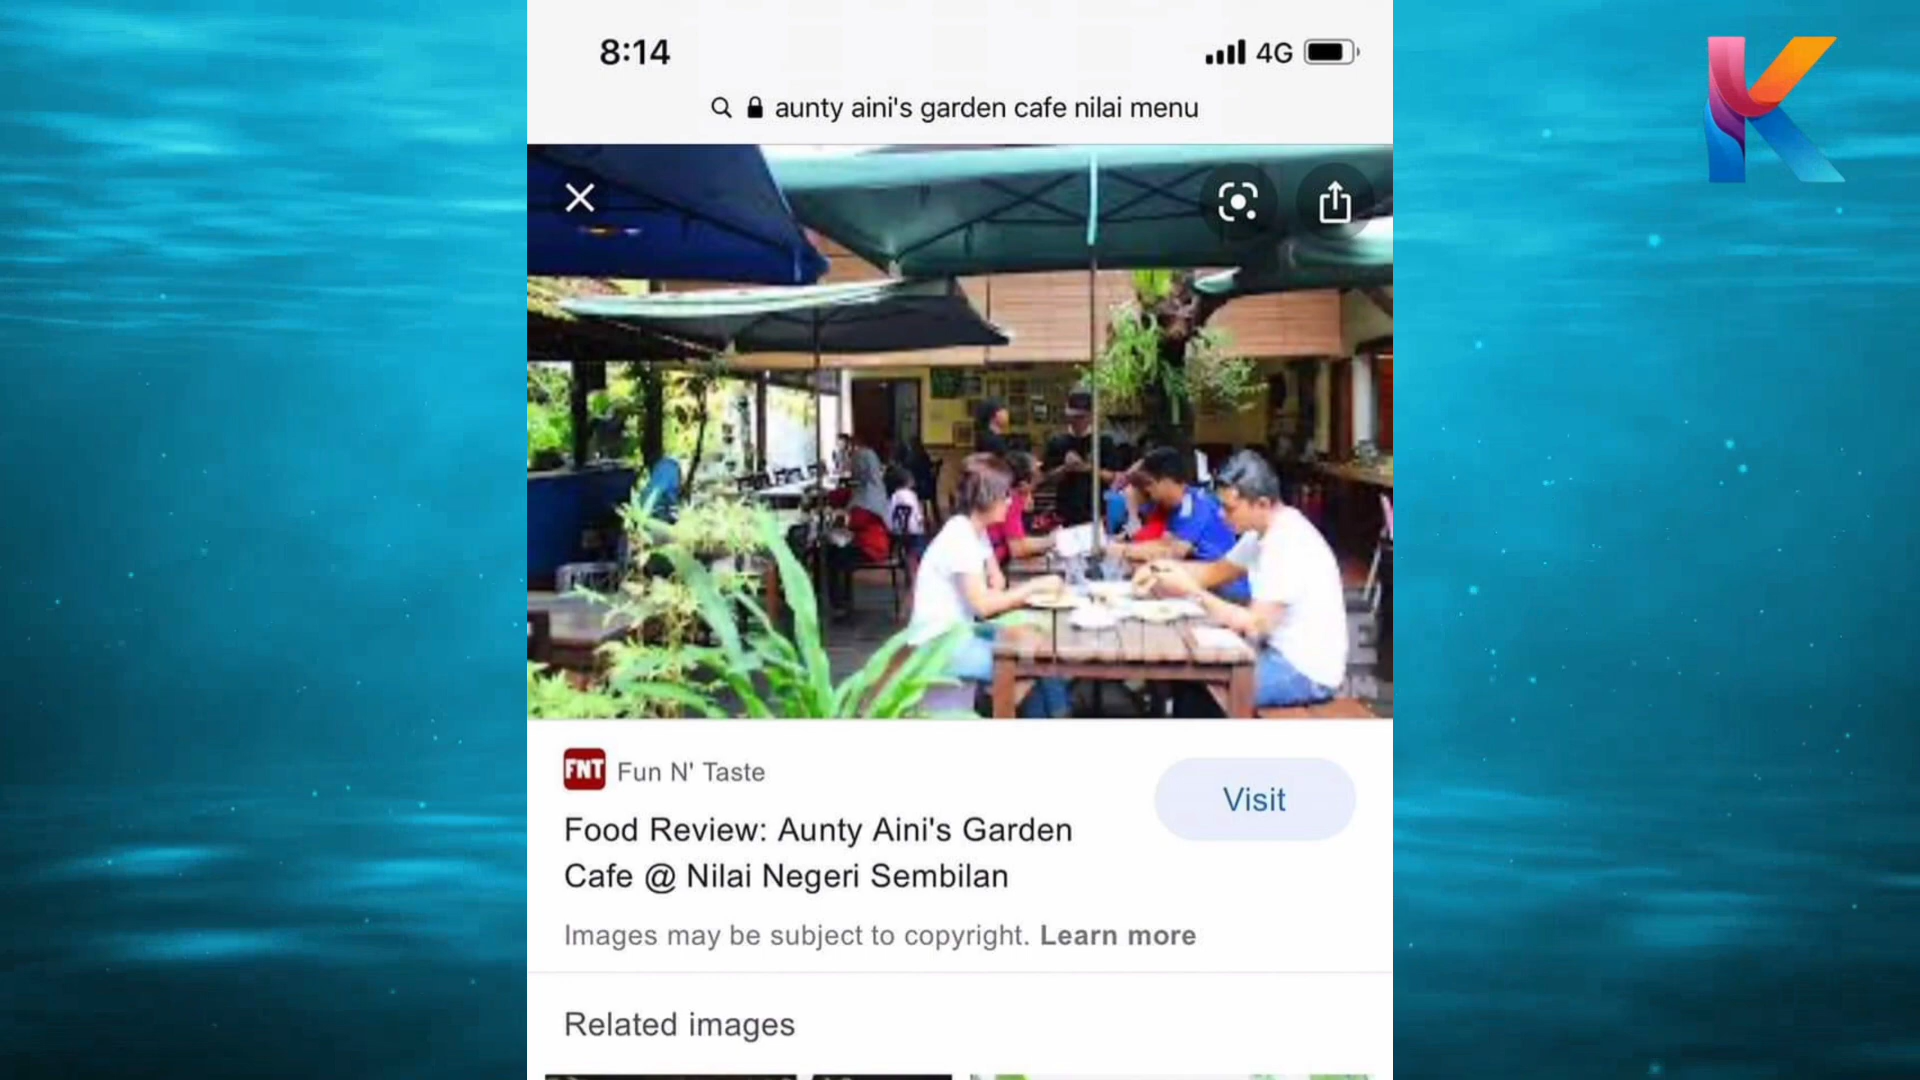 8:14
4G
aunty aini's garden cafe nilai menu
FNT
Fun N' Taste
Visit
Food Review: Aunty Aini's Garden
Cafe @ Nilai Negeri Sembilan
Images may be subject to copyright. Learn more
Related images